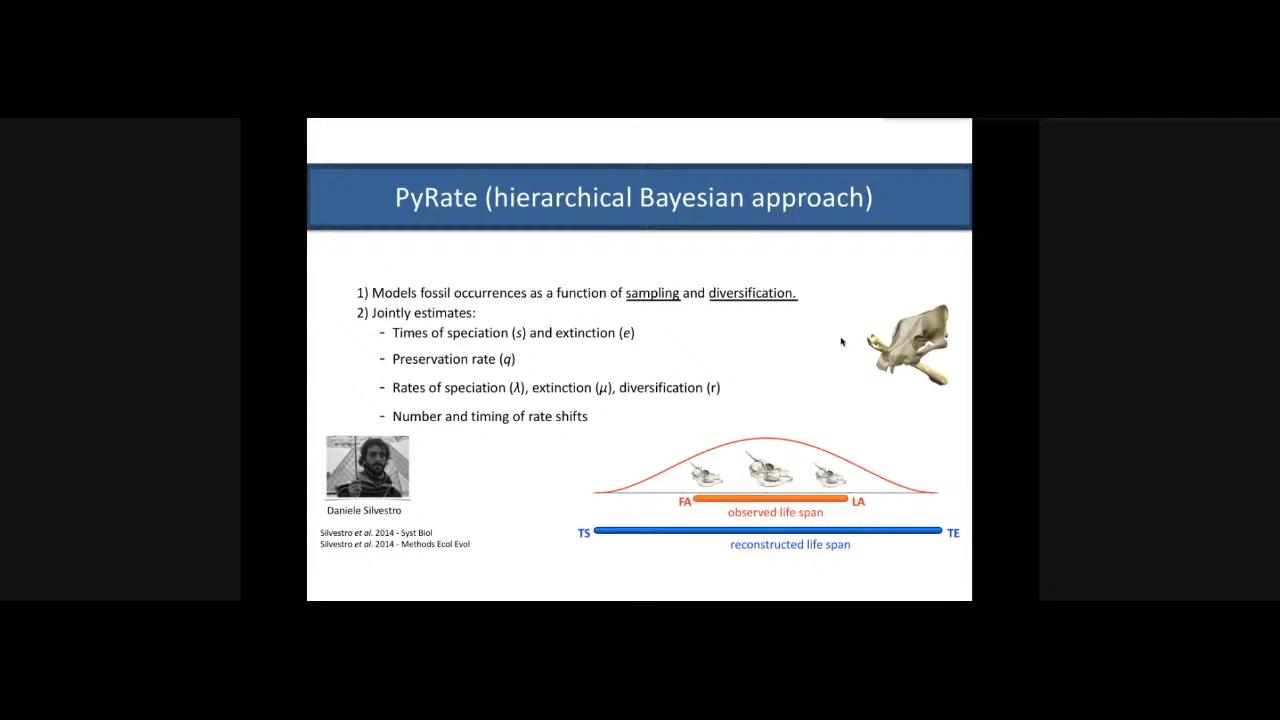 PyRate (hierarchical Bayesian approach)
1) Models fossil occurrences as a function of sampling and diversification.
2) Jointly estimates:
- Times of speciation (s) and extinction (e)
- Preservation rate (q)
- Rates of speciation (λ), extinction (μ), diversification (r)
- Number and timing of rate shifts
Daniele Silvestro
Silvestro et al. 2014 - Syst Biol
Silvestro et al. 2014 - Methods Ecol Evol
FA LA
observed life span
TS TE
reconstructed life span